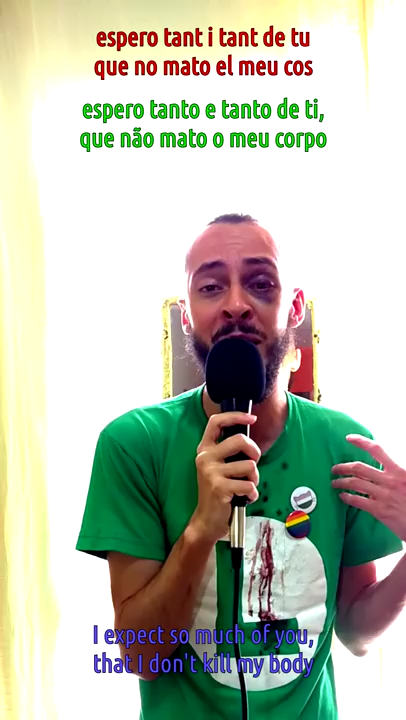 espero tant i tant de tu
que no mato el meu cos
espero tanto e tanto de ti,
que não mato o meu corpo
I expect so much of you,
that I don't kill my body